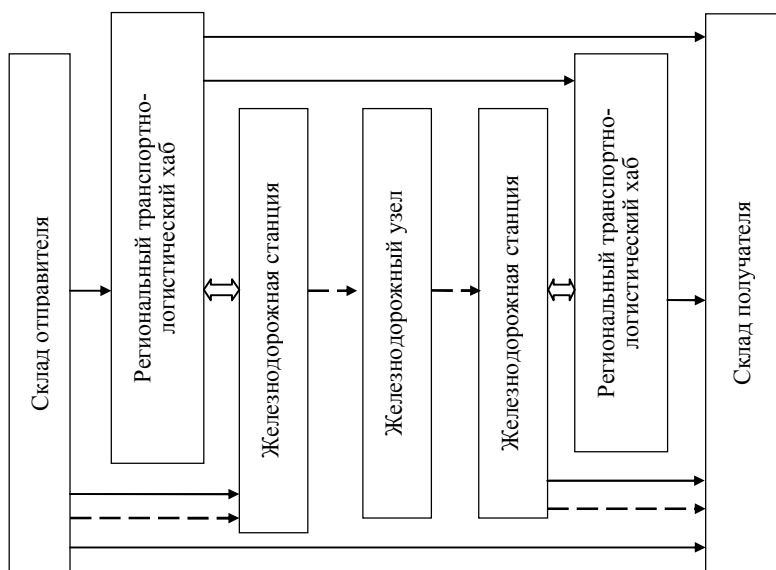 Склад отправителя
Региональный транспортно-
логистический хаб
Железнодорожная станция
Железнодорожный узел
Железнодорожная станция
Региональный транспортно-
логистический хаб
Склад получателя